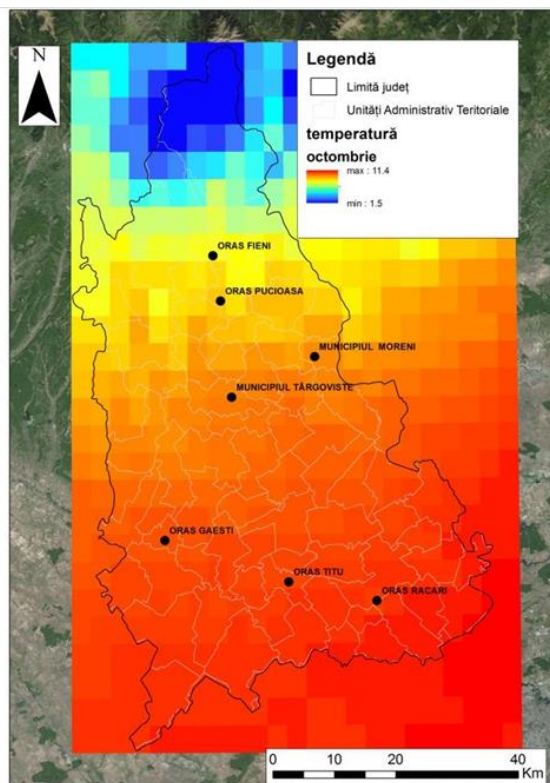 N
Legendă
Limită județ
Unități Administrativ Teritoriale
temperatură
octombrie
max : 11.4
min : 1.5
ORAS FIENI
ORAS PUCIOASA
MUNICIPIUL MORENI
MUNICIPIUL TÂRGOVISTE
ORAS GAESTI
ORAS TITU
ORAS RACARI
0 10 20 40
Km